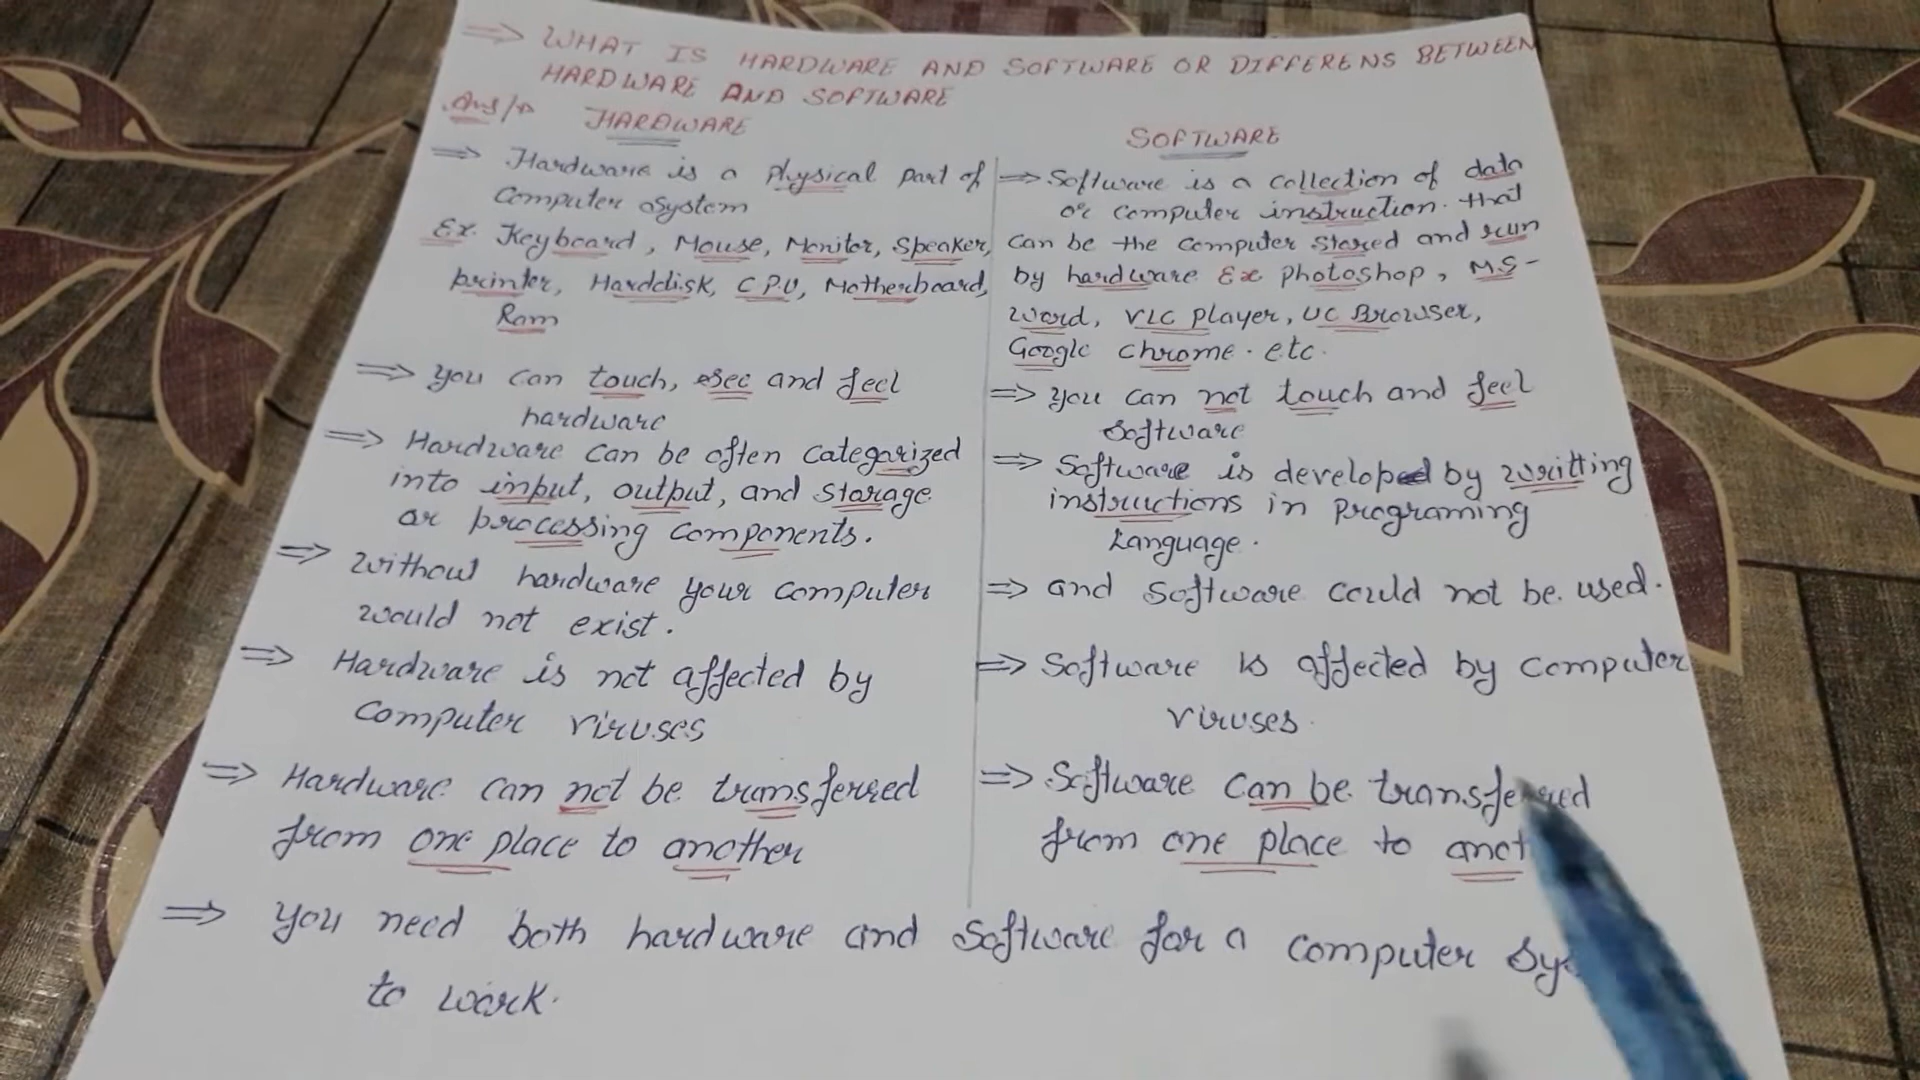 ⇒ WHAT IS HARDWARE AND SOFTWARE OR DIFFERENS BETWEEN
HARDWARE AND SOFTWARE
Ans/
HARDWARE
⇒ Hardware is a physical part of
Computer System
Ex. Keyboard, Mouse, Monitor, Speaker,
printer, Harddisk, C.P.U, Motherboard,
Ram
⇒ you can touch, see and feel
hardware
⇒ Hardware can be often categorized
into input, output, and storage
or processing components.
⇒ without hardware your computer
would not exist.
⇒ Hardware is not affected by
Computer viruses
⇒ Hardware can not be transferred
from one place to another
SOFTWARE
⇒ Software is a collection of data
or computer instruction. that
can be the computer stored and run
by hardware Ex photoshop, M.S-
word, VLC player, UC Browser,
Google chrome. etc.
⇒ you can not touch and feel
Software
⇒ Software is developed by writting
instructions in programing
Language.
⇒ and software could not be used.
⇒ Software is affected by computer
viruses.
⇒ Software can be transferred
from one place to anot
⇒ you need both hardware and Software for a computer Sys
to work.